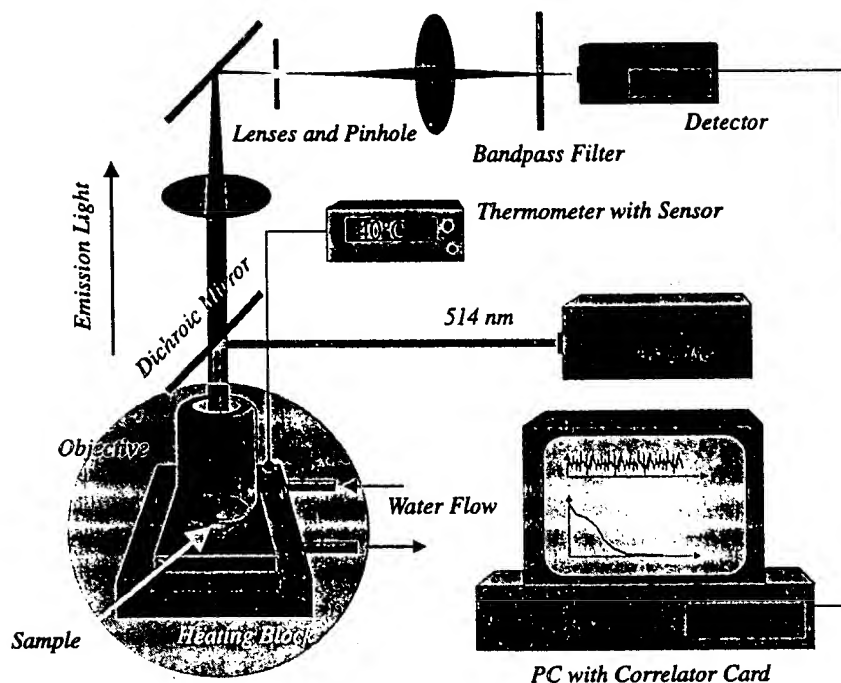 Lenses and Pinhole
Bandpass Filter
Detector
Emission Light
Thermometer with Sensor
Dichroic Mirror
514 nm
Objective
Water Flow
Sample
Heating Block
PC with Correlator Card